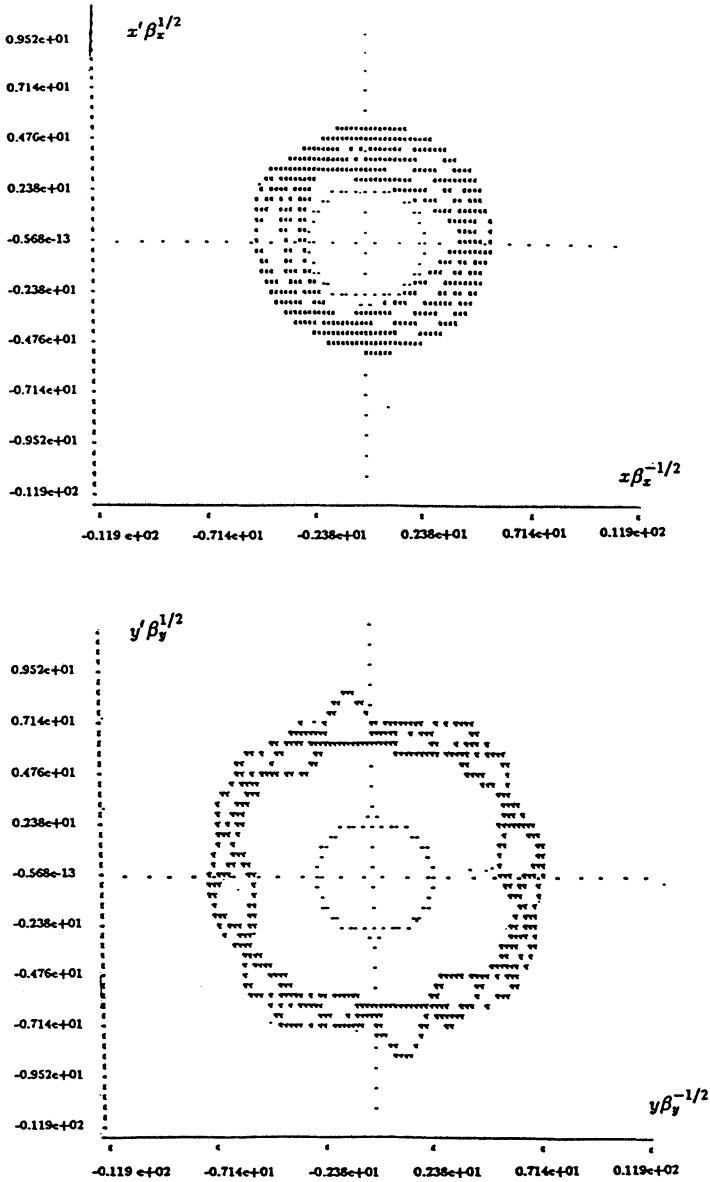 x′β_x^{1/2}
0.952e+01
0.714e+01
0.476e+01
0.238e+01
-0.568e-13
-0.238e+01
-0.476e+01
-0.714e+01
-0.952e+01
-0.119e+02
xβ_x^{-1/2}
-0.119 e+02 -0.714e+01 -0.238e+01 0.238e+01 0.714e+01 0.119e+02
y′β_y^{1/2}
0.952e+01
0.714e+01
0.476e+01
0.238e+01
-0.568e-13
-0.238e+01
-0.476e+01
-0.714e+01
-0.952e+01
-0.119e+02
yβ_y^{-1/2}
-0.119 e+02 -0.714e+01 -0.238e+01 0.238e+01 0.714e+01 0.119e+02